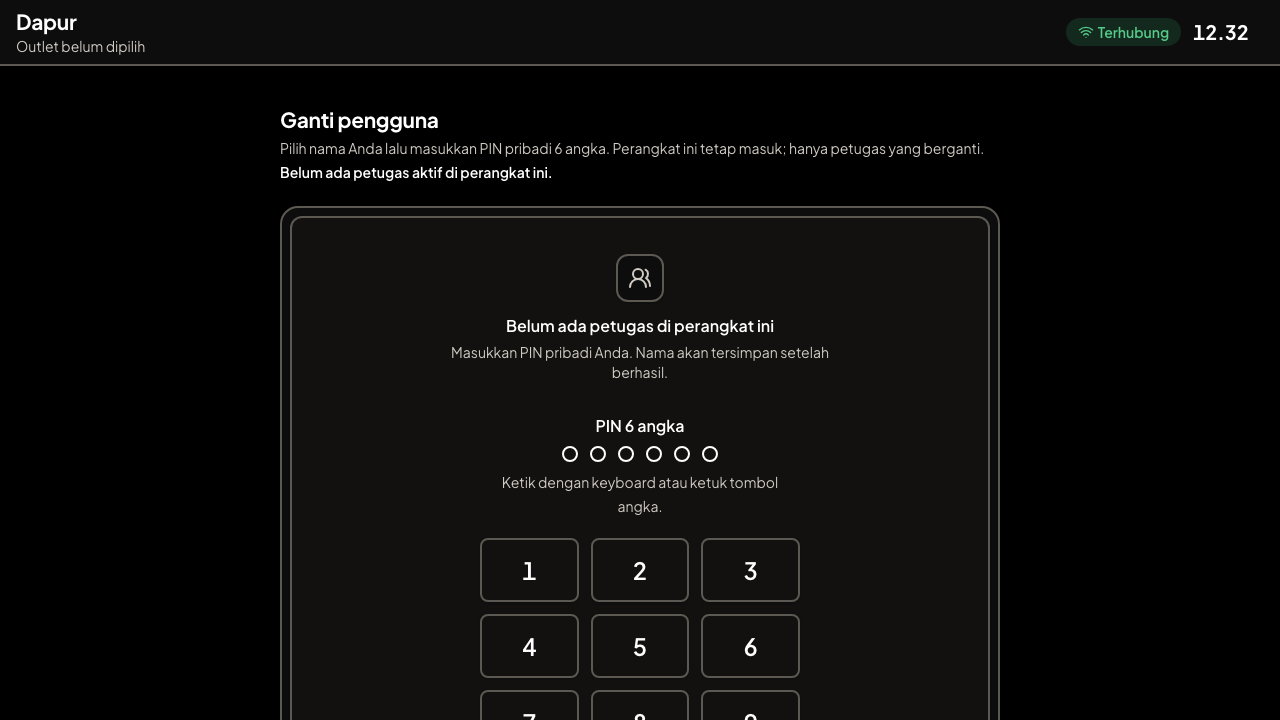 Dapur
Outlet belum dipilih
Terhubung
12.32
Ganti pengguna
Pilih nama Anda lalu masukkan PIN pribadi 6 angka. Perangkat ini tetap masuk; hanya petugas yang berganti.
Belum ada petugas aktif di perangkat ini.
Belum ada petugas di perangkat ini
Masukkan PIN pribadi Anda. Nama akan tersimpan setelah
berhasil.
PIN 6 angka
Ketik dengan keyboard atau ketuk tombol
angka.
1 2 3
4 5 6
7 8 9